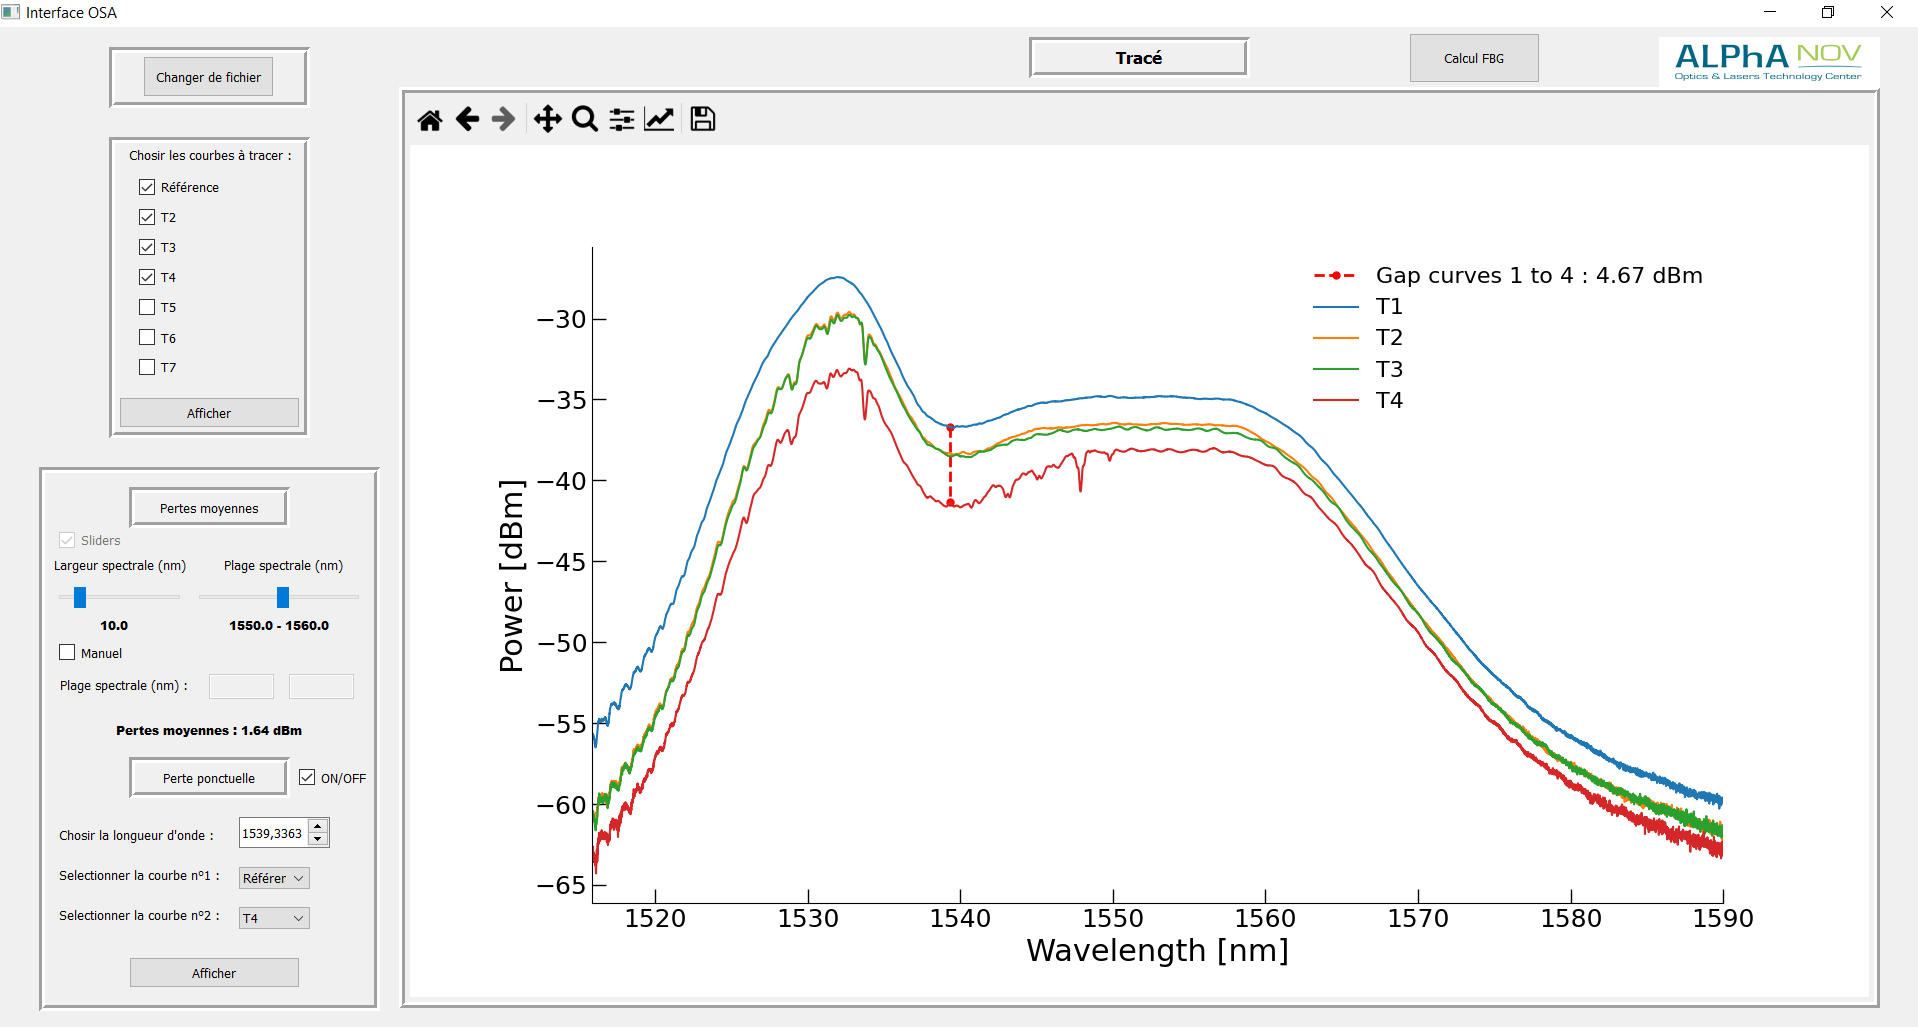 Interface OSA
Changer de fichier
Tracé
Calcul FBG
ALPhA NOV
Optics & Lasers Technology Center
Chosir les courbes à tracer :
Référence
T2
T3
T4
T5
T6
T7
Afficher
Pertes moyennes
Sliders
Largeur spectrale (nm) Plage spectrale (nm)
10.0 1550.0 - 1560.0
Manuel
Plage spectrale (nm) :
Pertes moyennes : 1.64 dBm
Perte ponctuelle ON/OFF
Chosir la longueur d'onde : 1539,3363
Selectionner la courbe n°1 : Référer
Selectionner la courbe n°2 : T4
Afficher
Gap curves 1 to 4 : 4.67 dBm
T1
T2
T3
T4
Power [dBm]
−30
−35
−40
−45
−50
−55
−60
−65
1520 1530 1540 1550 1560 1570 1580 1590
Wavelength [nm]